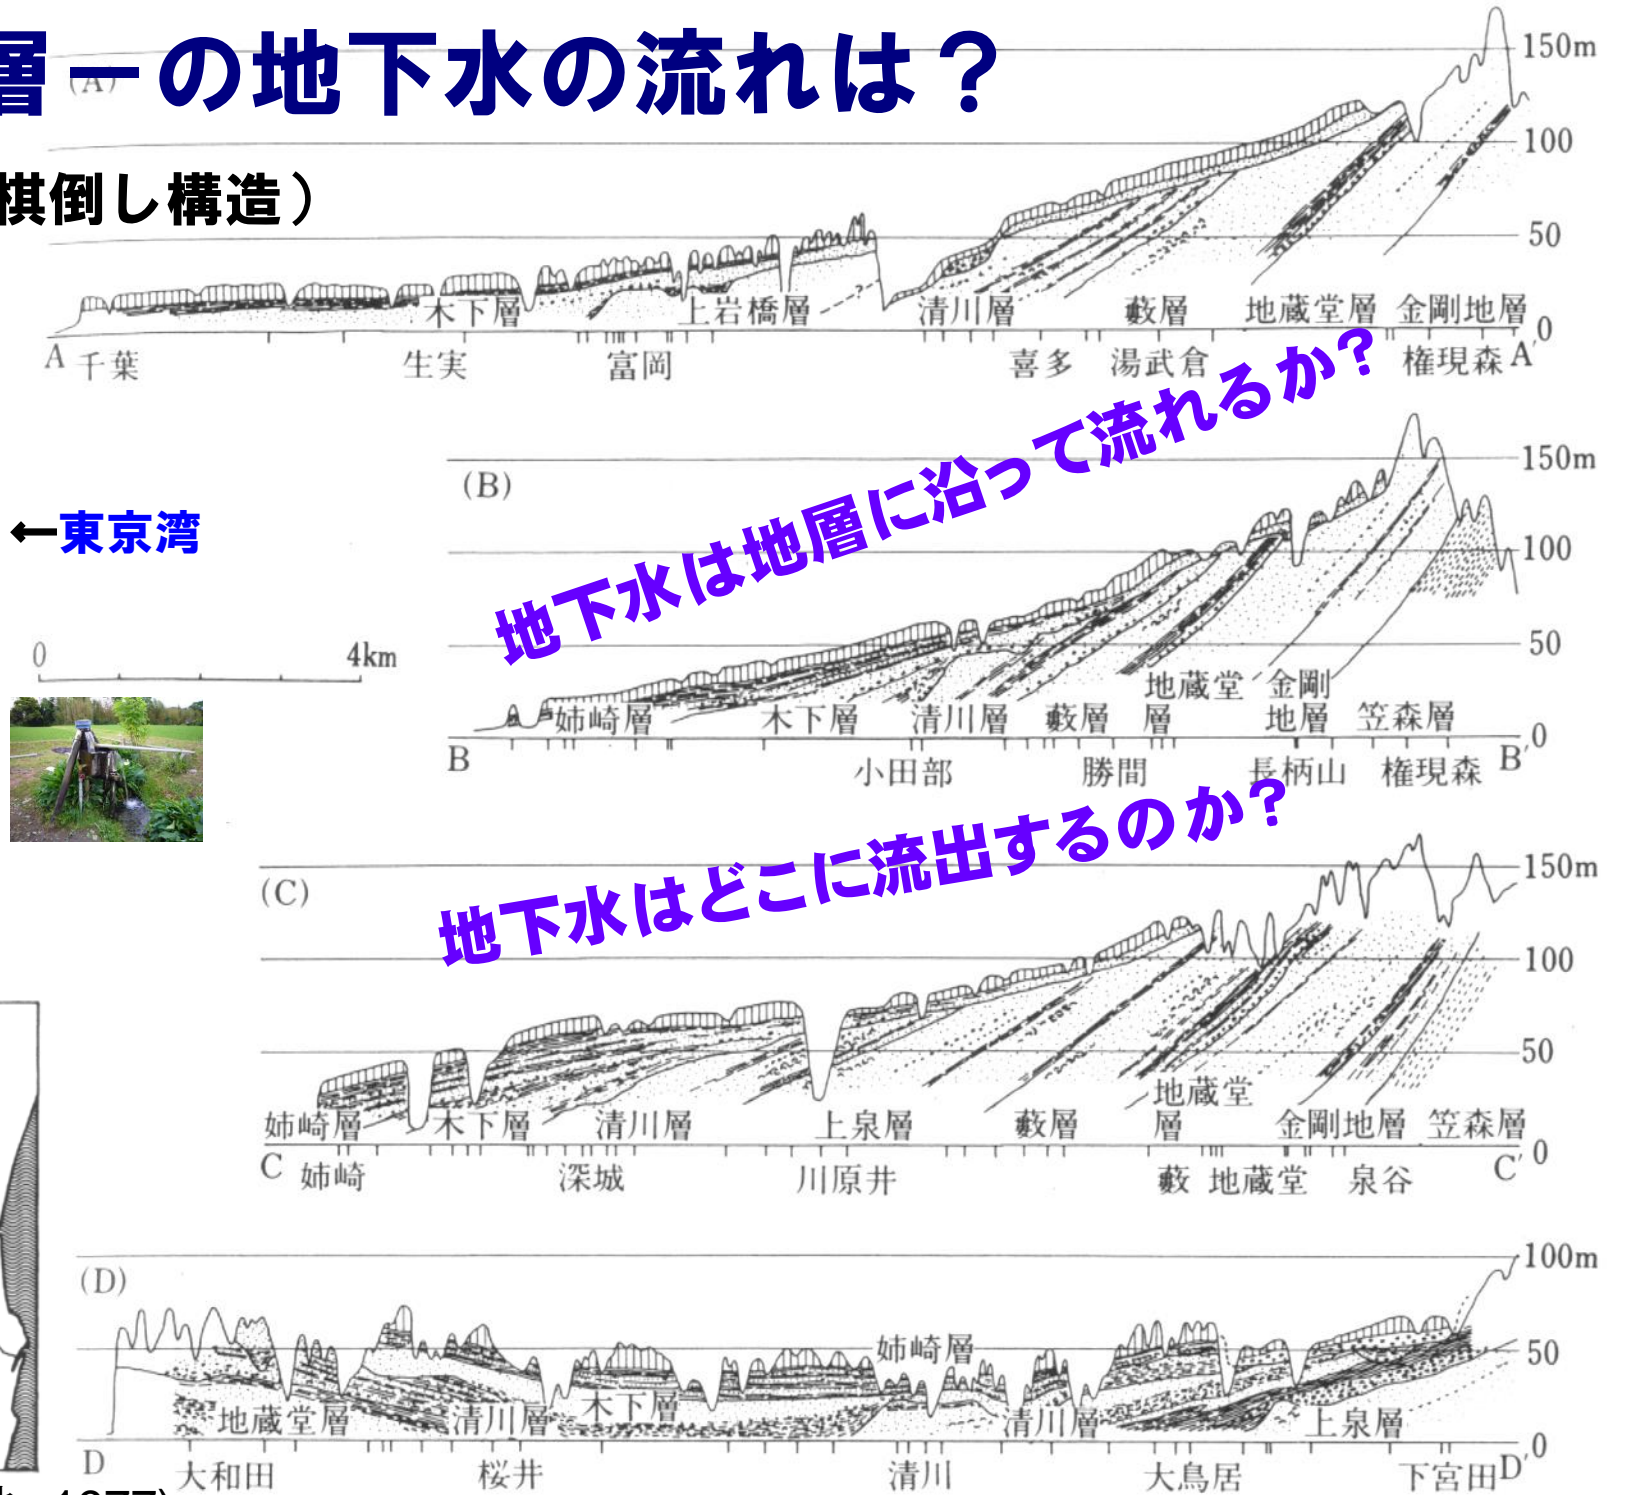 層ーの地下水の流れは？
(A)
150m
100
棋倒し構造）
50
木下層
上岩橋層
?
清川層
藪層
地蔵堂層
金剛地層
0
A
千葉
生実
富岡
喜多
湯武倉
権現森
A′
地下水は地層に沿って流れるか？
(B)
150m
←東京湾
100
0
4km
50
地蔵堂層
金剛地層
姉崎層
木下層
清川層
藪層
笠森層
0
B
小田部
勝間
長柄山
権現森
B′
地下水はどこに流出するのか？
(C)
150m
100
50
姉崎層
木下層
清川層
上泉層
藪層
地蔵堂層
金剛地層
笠森層
0
C
姉崎
深城
川原井
藪
地蔵堂
泉谷
C′
(D)
100m
姉崎層
50
地蔵堂層
清川層
木下層
清川層
上泉層
0
D
大和田
桜井
清川
大鳥居
下宮田
D′
1977)